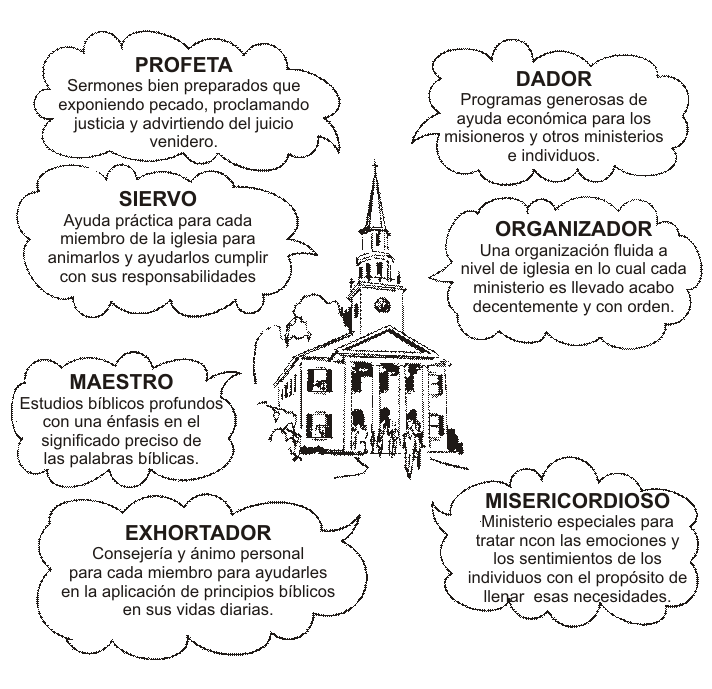 PROFETA
Sermones bien preparados que
exponiendo pecado, proclamando
justicia y advirtiendo del juicio
venidero.
SIERVO
Ayuda práctica para cada
miembro de la iglesia para
animarlos y ayudarlos cumplir
con sus responsabilidades
MAESTRO
Estudios bíblicos profundos
con una énfasis en el
significado preciso de
las palabras bíblicas.
EXHORTADOR
Consejería y ánimo personal
para cada miembro para ayudarles
en la aplicación de principios bíblicos
en sus vidas diarias.
DADOR
Programas generosas de
ayuda económica para los
misioneros y otros ministerios
e individuos.
ORGANIZADOR
Una organización fluida a
nivel de iglesia en lo cual cada
ministerio es llevado acabo
decentemente y con orden.
MISERICORDIOSO
Ministerio especiales para
tratar ncon las emociones y
los sentimientos de los
individuos con el propósito de
llenar esas necesidades.